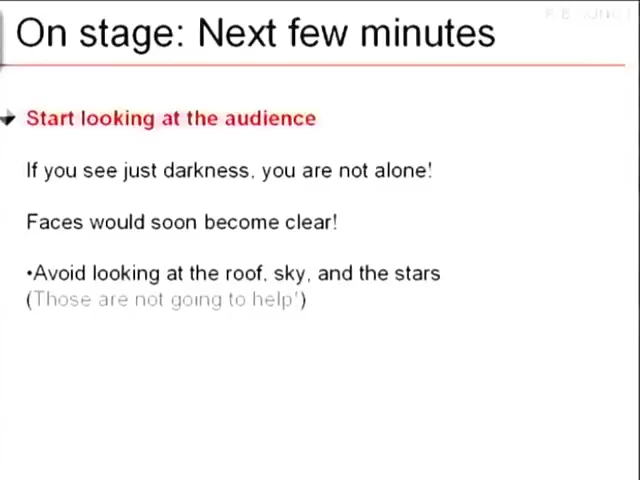 On stage: Next few minutes
Start looking at the audience
If you see just darkness, you are not alone!
Faces would soon become clear!
•Avoid looking at the roof, sky, and the stars
(Those are not going to help')